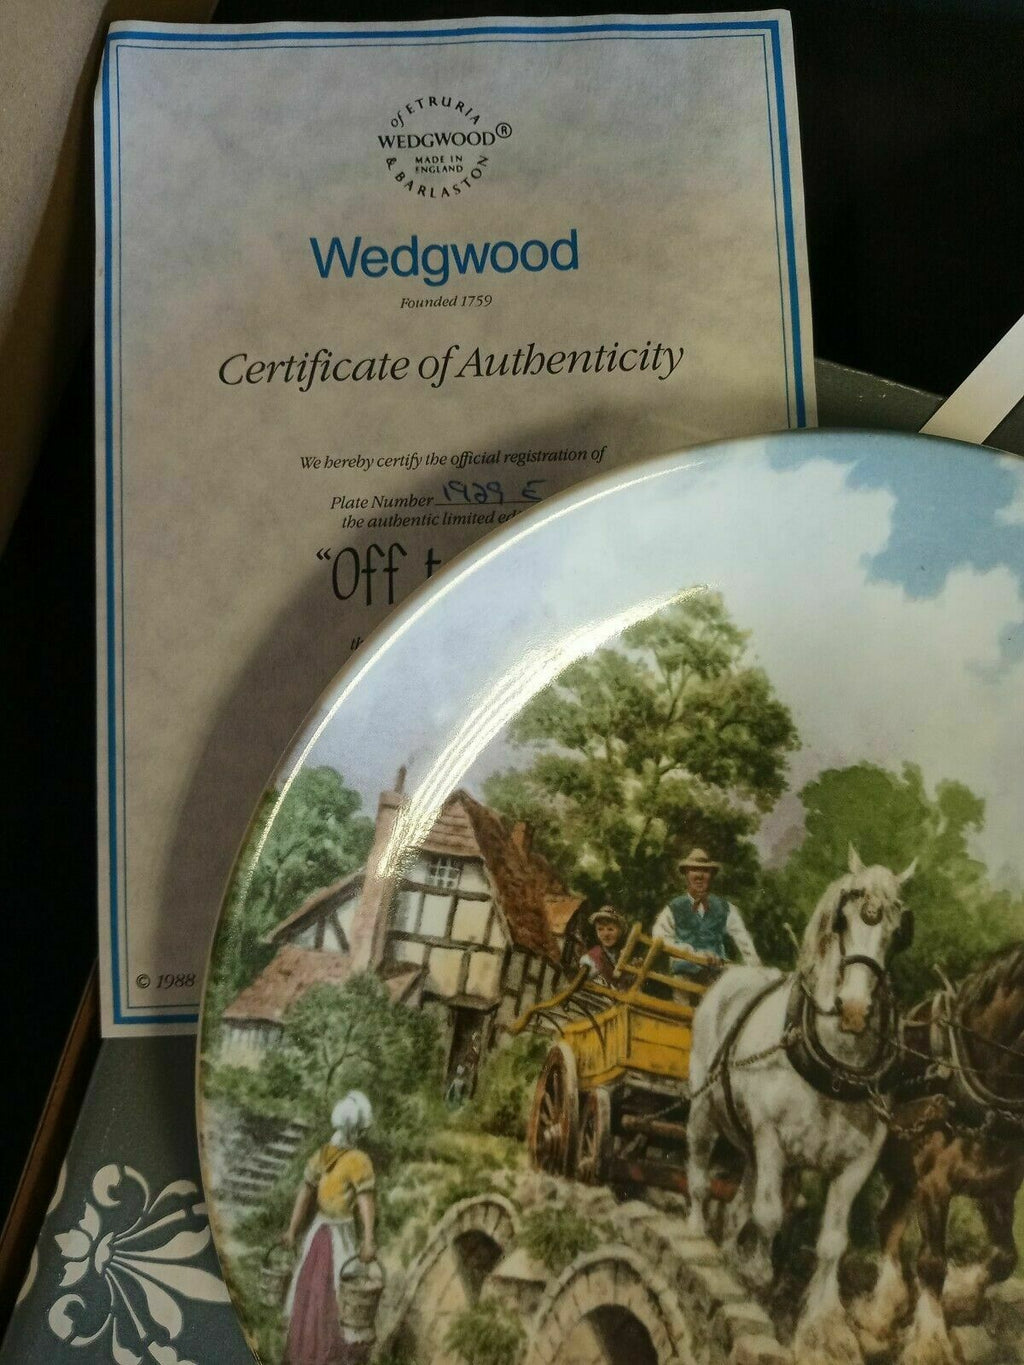 of ETRURIA
WEDGWOOD®
MADE IN
ENGLAND
& BARLASTON
Wedgwood
Founded 1759
Certificate of Authenticity
We hereby certify the official registration of
Plate Number 1929 E
the authentic limited
"Off
© 1988